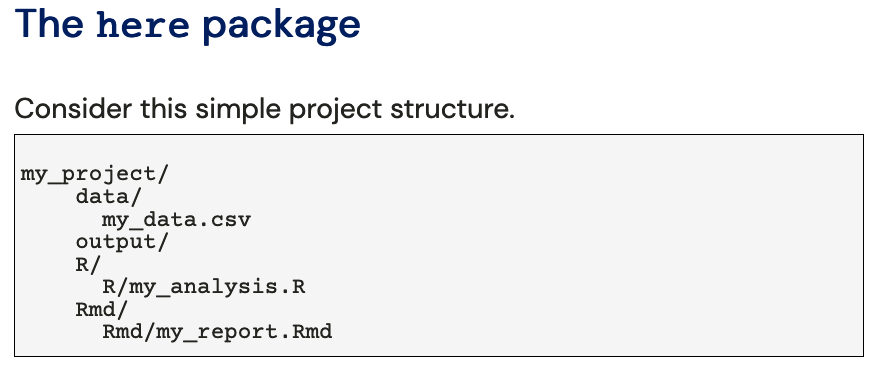 The here package
Consider this simple project structure.
my_project/
data/
my_data.csv
output/
R/
R/my_analysis.R
Rmd/
Rmd/my_report.Rmd